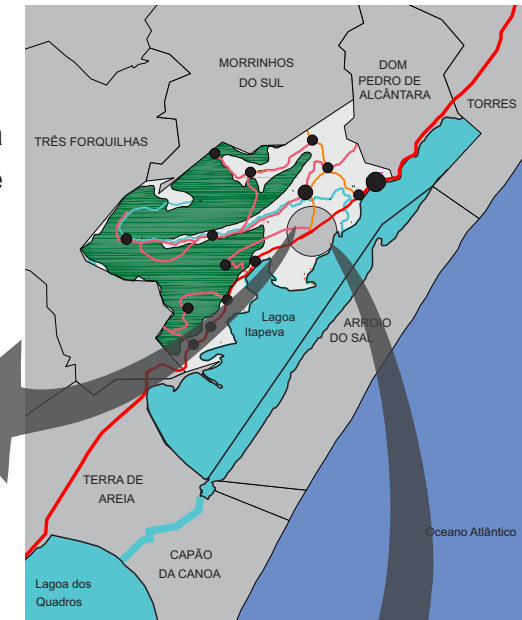 MORRINHOS
DO SUL
DOM
PEDRO DE
ALCÂNTARA
TORRES
TRÊS FORQUILHAS
a
e
Lagoa
Itapeva
ARROIO
DO SAL
TERRA DE
AREIA
Oceano Atlântico
CAPÃO
DA CANOA
Lagoa dos
Quadros